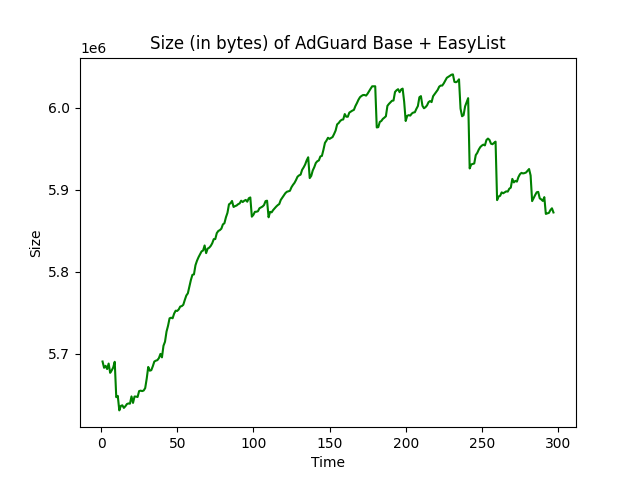 Size (in bytes) of AdGuard Base + EasyList
1e6
6.0
5.9
5.8
5.7
Size
0 50 100 150 200 250 300
Time